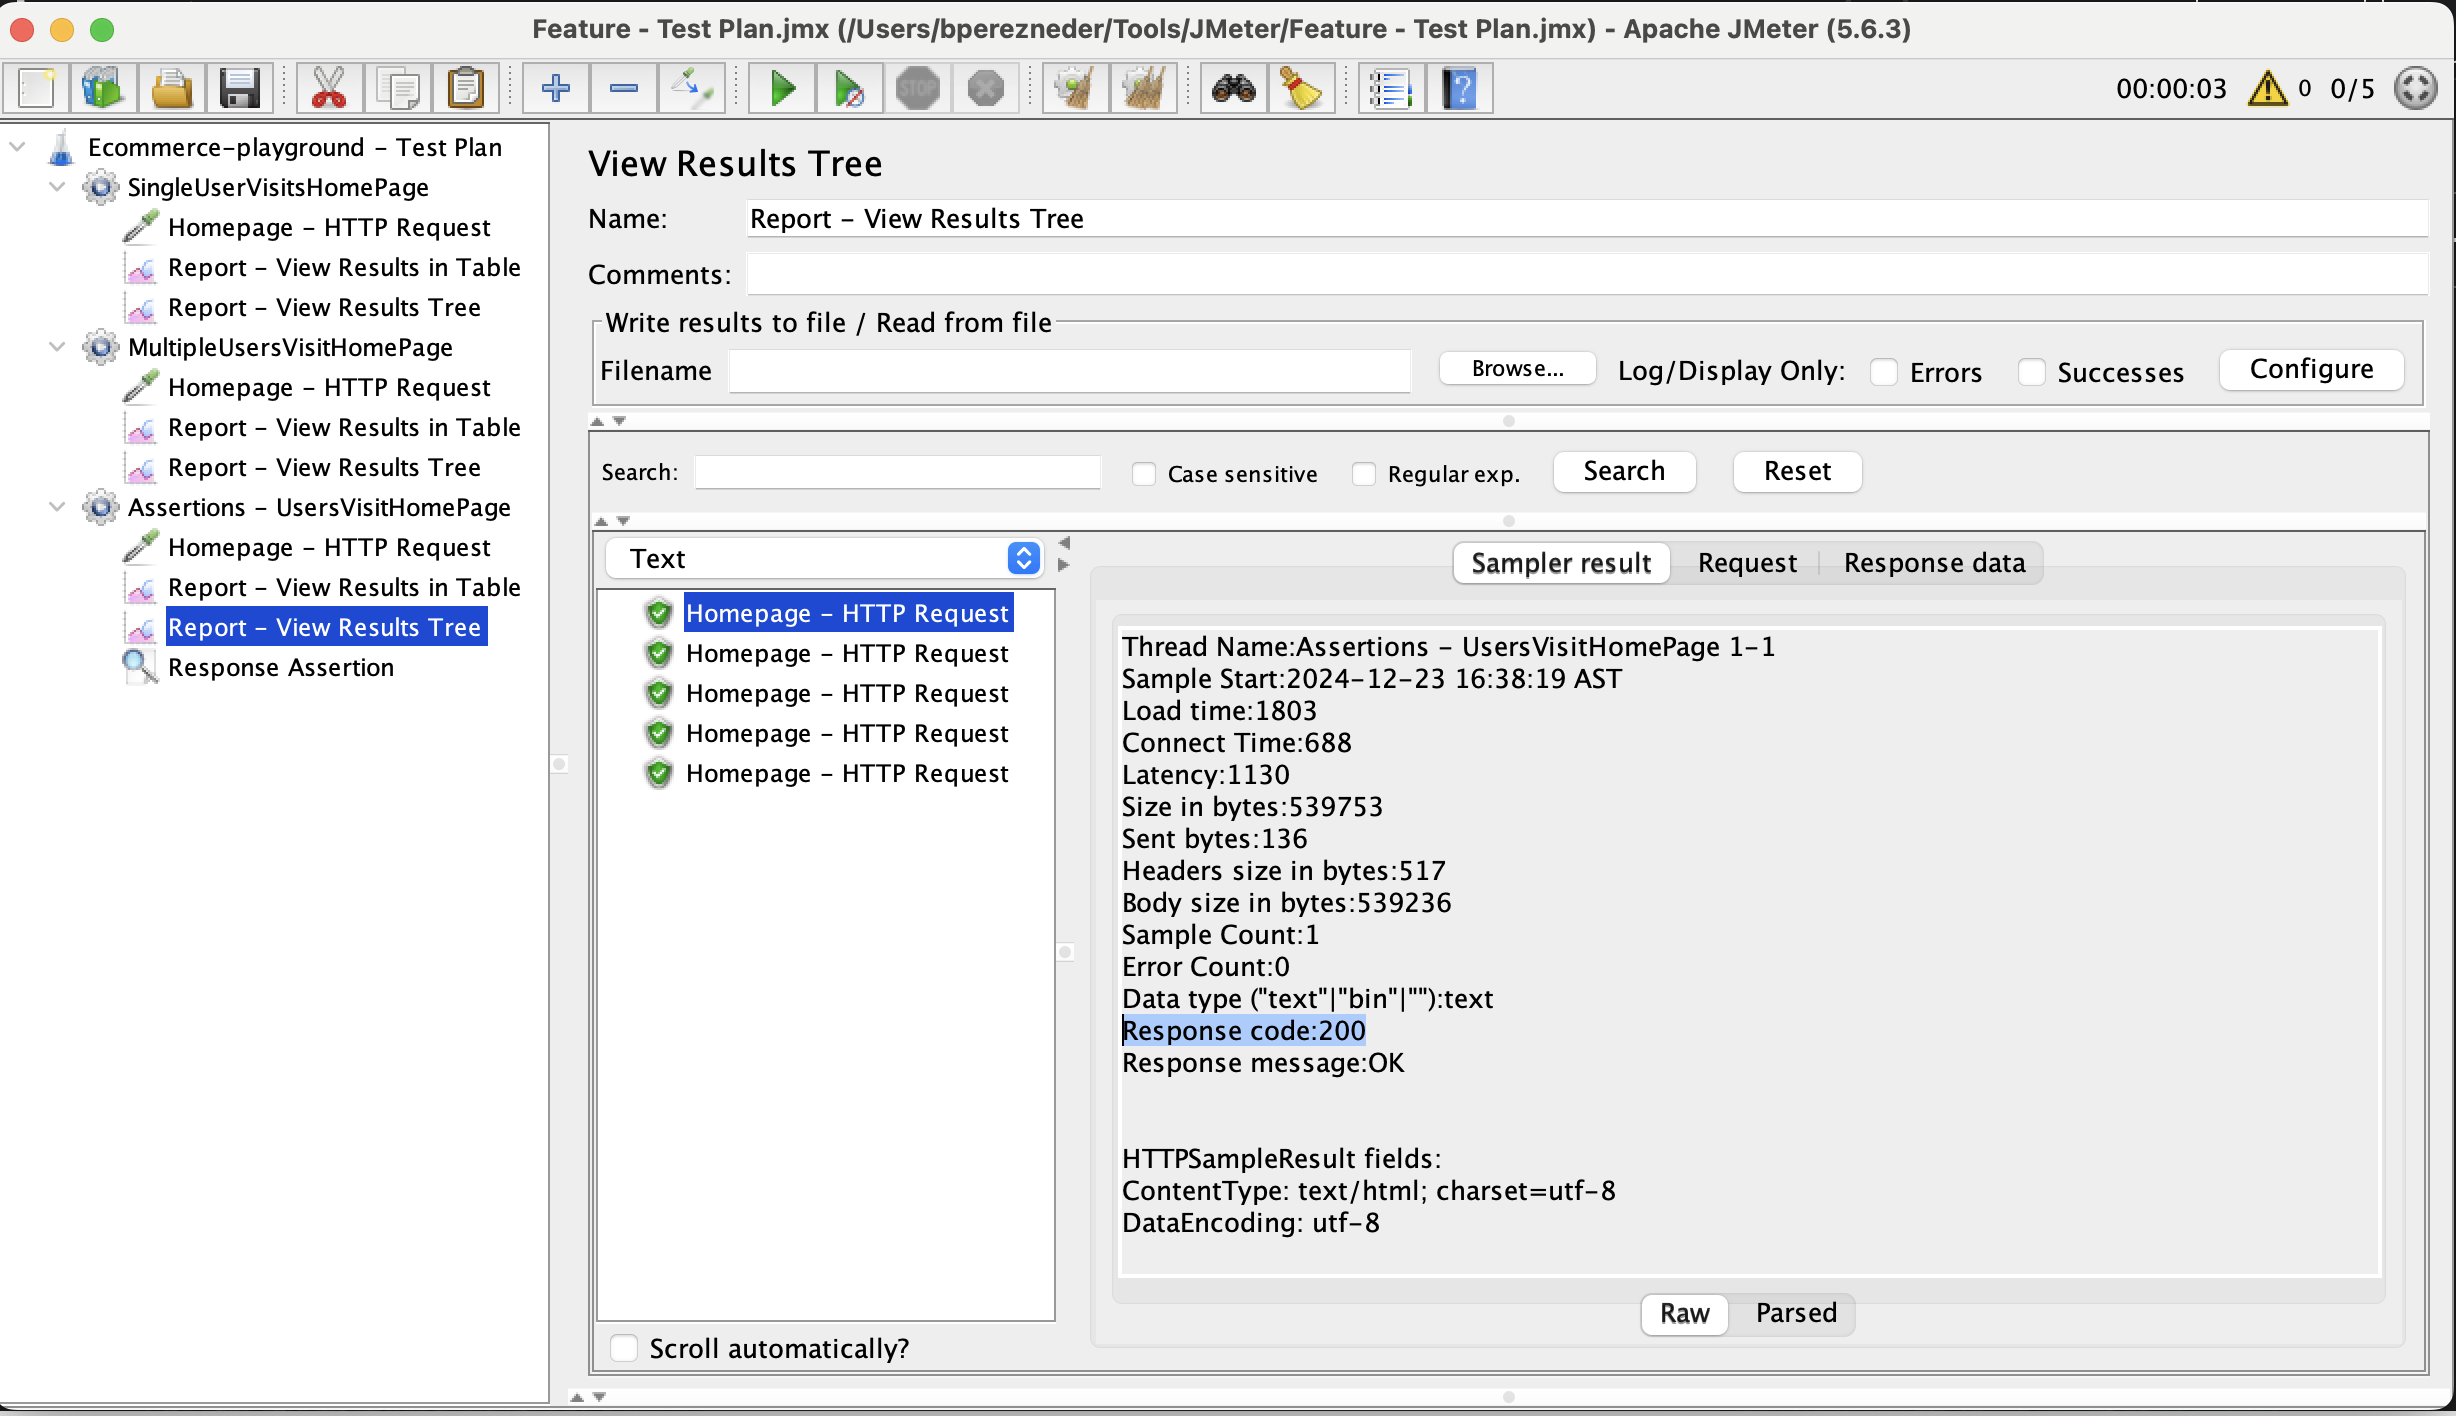 Feature - Test Plan.jmx (/Users/bperezneder/Tools/JMeter/Feature - Test Plan.jmx) - Apache JMeter (5.6.3)
STOP
00:00:03 0 0/5
Ecommerce-playground - Test Plan
SingleUserVisitsHomePage
Homepage - HTTP Request
Report - View Results in Table
Report - View Results Tree
MultipleUsersVisitHomePage
Homepage - HTTP Request
Report - View Results in Table
Report - View Results Tree
Assertions - UsersVisitHomePage
Homepage - HTTP Request
Report - View Results in Table
Report - View Results Tree
Response Assertion
View Results Tree
Name: Report - View Results Tree
Comments:
Write results to file / Read from file
Filename Browse... Log/Display Only: Errors Successes Configure
Search: Case sensitive Regular exp. Search Reset
Text
Homepage - HTTP Request
Homepage - HTTP Request
Homepage - HTTP Request
Homepage - HTTP Request
Homepage - HTTP Request
Scroll automatically?
Sampler result Request Response data
Thread Name:Assertions - UsersVisitHomePage 1-1
Sample Start:2024-12-23 16:38:19 AST
Load time:1803
Connect Time:688
Latency:1130
Size in bytes:539753
Sent bytes:136
Headers size in bytes:517
Body size in bytes:539236
Sample Count:1
Error Count:0
Data type ("text"|"bin"|""):text
Response code:200
Response message:OK
HTTPSampleResult fields:
ContentType: text/html; charset=utf-8
DataEncoding: utf-8
Raw Parsed